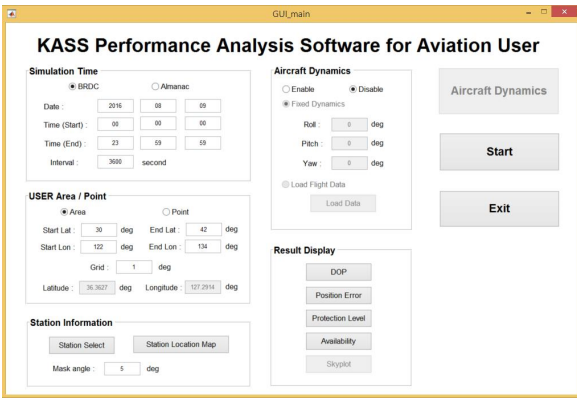 GUI_main
KASS Performance Analysis Software for Aviation User
Simulation Time
BRDC Almanac
Date : 2016 08 09
Time (Start) : 00 00 00
Time (End) : 23 59 59
Interval : 3600 second
USER Area / Point
Area Point
Start Lat : 30 deg End Lat : 42 deg
Start Lon : 122 deg End Lon : 134 deg
Grid : 1 deg
Latitude : 36.3627 deg Longitude : 127.2914 deg
Station Information
Station Select Station Location Map
Mask angle : 5 deg
Aircraft Dynamics
Enable Disable
Fixed Dynamics
Roll : 0 deg
Pitch : 0 deg
Yaw : 0 deg
Load Flight Data
Load Data
Result Display
DOP
Position Error
Protection Level
Availability
Skyplot
Aircraft Dynamics
Start
Exit